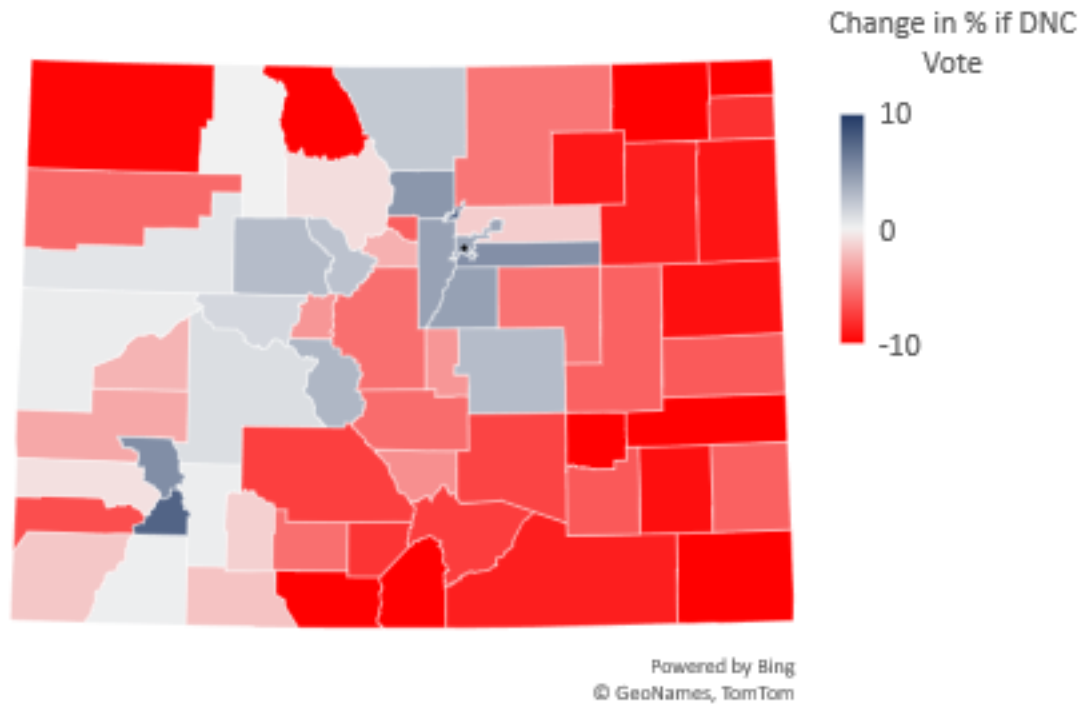 Change in % if DNC
Vote
10
0
-10
Powered by Bing
© GeoNames, TomTom